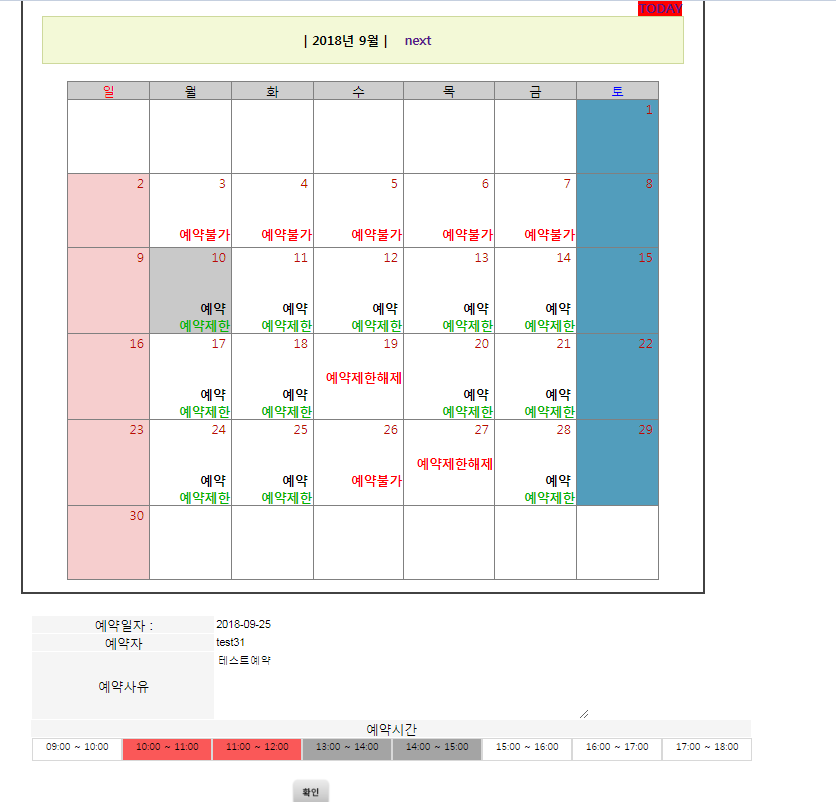 TODAY
| 2018년 9월 | next
일 월 화 수 목 금 토
1
2 3 4 5 6 7 8
예약불가 예약불가 예약불가 예약불가 예약불가
9 10 11 12 13 14 15
예약 예약 예약 예약 예약
예약제한 예약제한 예약제한 예약제한 예약제한
16 17 18 19 20 21 22
예약제한해제
예약 예약 예약 예약
예약제한 예약제한 예약제한 예약제한
23 24 25 26 27 28 29
예약제한해제
예약 예약 예약불가 예약
예약제한 예약제한 예약제한
30
예약일자 : 2018-09-25
예약자 test31
테스트예약
예약사유
예약시간
09:00 ~ 10:00 10:00 ~ 11:00 11:00 ~ 12:00 13:00 ~ 14:00 14:00 ~ 15:00 15:00 ~ 16:00 16:00 ~ 17:00 17:00 ~ 18:00
확인